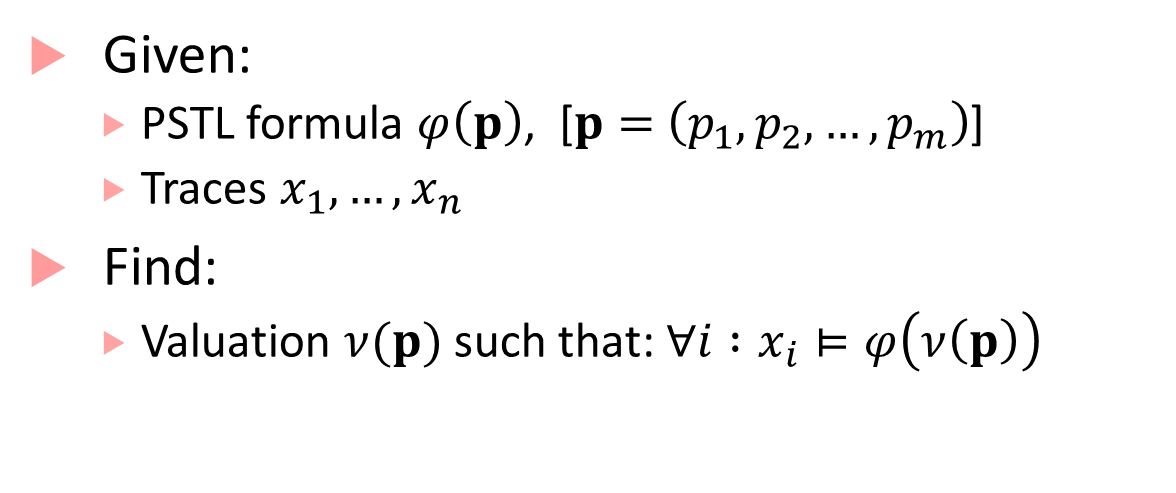 Given:
PSTL formula φ(𝐩), [𝐩 = (p₁, p₂, … , pₘ)]
Traces x₁, … , xₙ
Find:
Valuation ν(𝐩) such that: ∀i : xᵢ ⊨ φ(ν(𝐩))